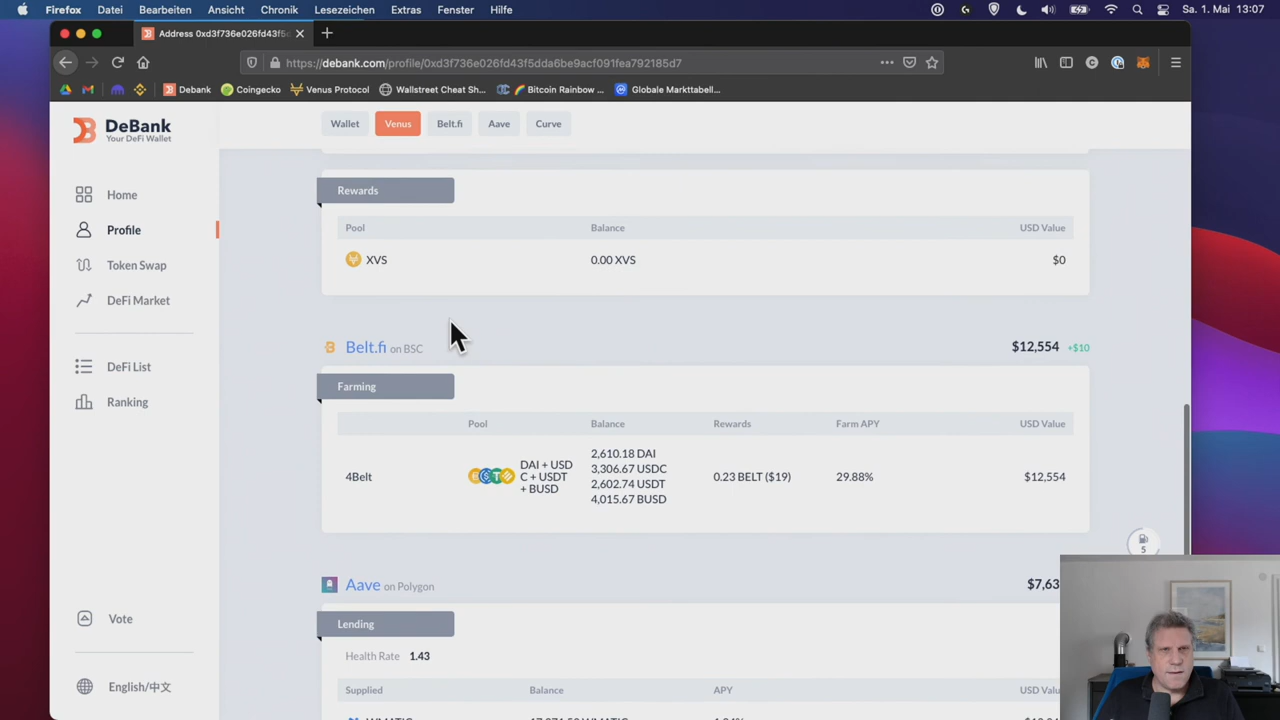 Firefox Datei Bearbeiten Ansicht Chronik Lesezeichen Extras Fenster Hilfe Sa. 1. Mai 13:07
Address 0xd3f736e026fd43f5
https://debank.com/profile/0xd3f736e026fd43f5dda6be9acf091fea792185d7
Debank Coingecko Venus Protocol Wallstreet Cheat Sh... Bitcoin Rainbow ... Globale Markttabell...
DeBank
Your DeFi Wallet
Home
Profile
Token Swap
DeFi Market
DeFi List
Ranking
Vote
English/中文
Wallet Venus Belt.fi Aave Curve
Rewards
Pool Balance USD Value
XVS 0.00 XVS $0
Belt.fi on BSC $12,554 +$10
Farming
Pool Balance Rewards Farm APY USD Value
4Belt
DAI + USD
C + USDT
+ BUSD
2,610.18 DAI
3,306.67 USDC
2,602.74 USDT
4,015.67 BUSD
0.23 BELT ($19) 29.88% $12,554
5
Aave on Polygon $7,63
Lending
Health Rate 1.43
Supplied Balance APY USD Valu